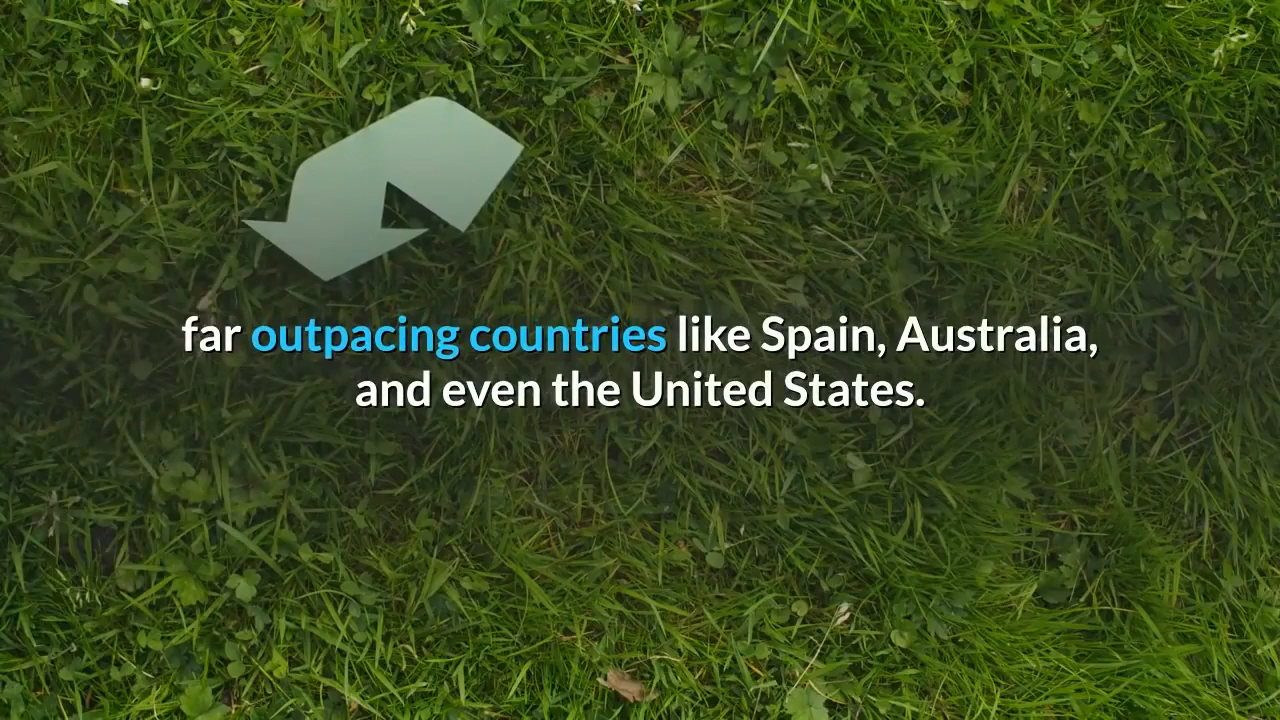 far outpacing countries like Spain, Australia,
and even the United States.